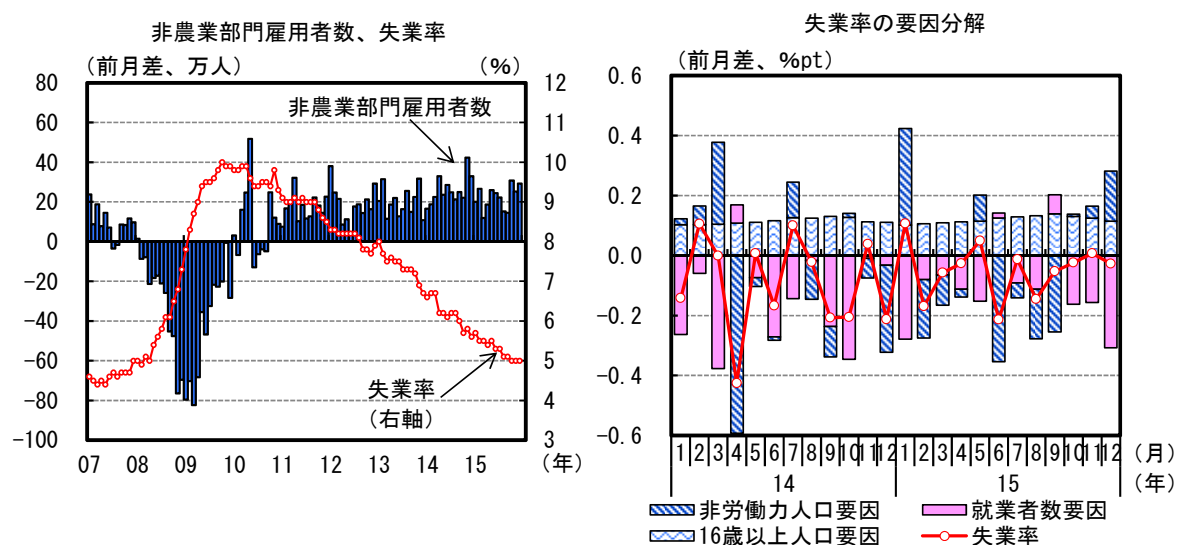 非農業部門雇用者数、失業率
(前月差、万人)
(%)
80
60
40
20
0
-20
-40
-60
-80
-100
12
11
10
9
8
7
6
5
4
3
非農業部門雇用者数
失業率
(右軸)
07 08 09 10 11 12 13 14 15
(年)
失業率の要因分解
(前月差、%pt)
0.6
0.4
0.2
0.0
-0.2
-0.4
-0.6
1 2 3 4 5 6 7 8 9 10 11 12 1 2 3 4 5 6 7 8 9 10 11 12
(月)
14 15
(年)
非労働力人口要因 就業者数要因
16歳以上人口要因 失業率